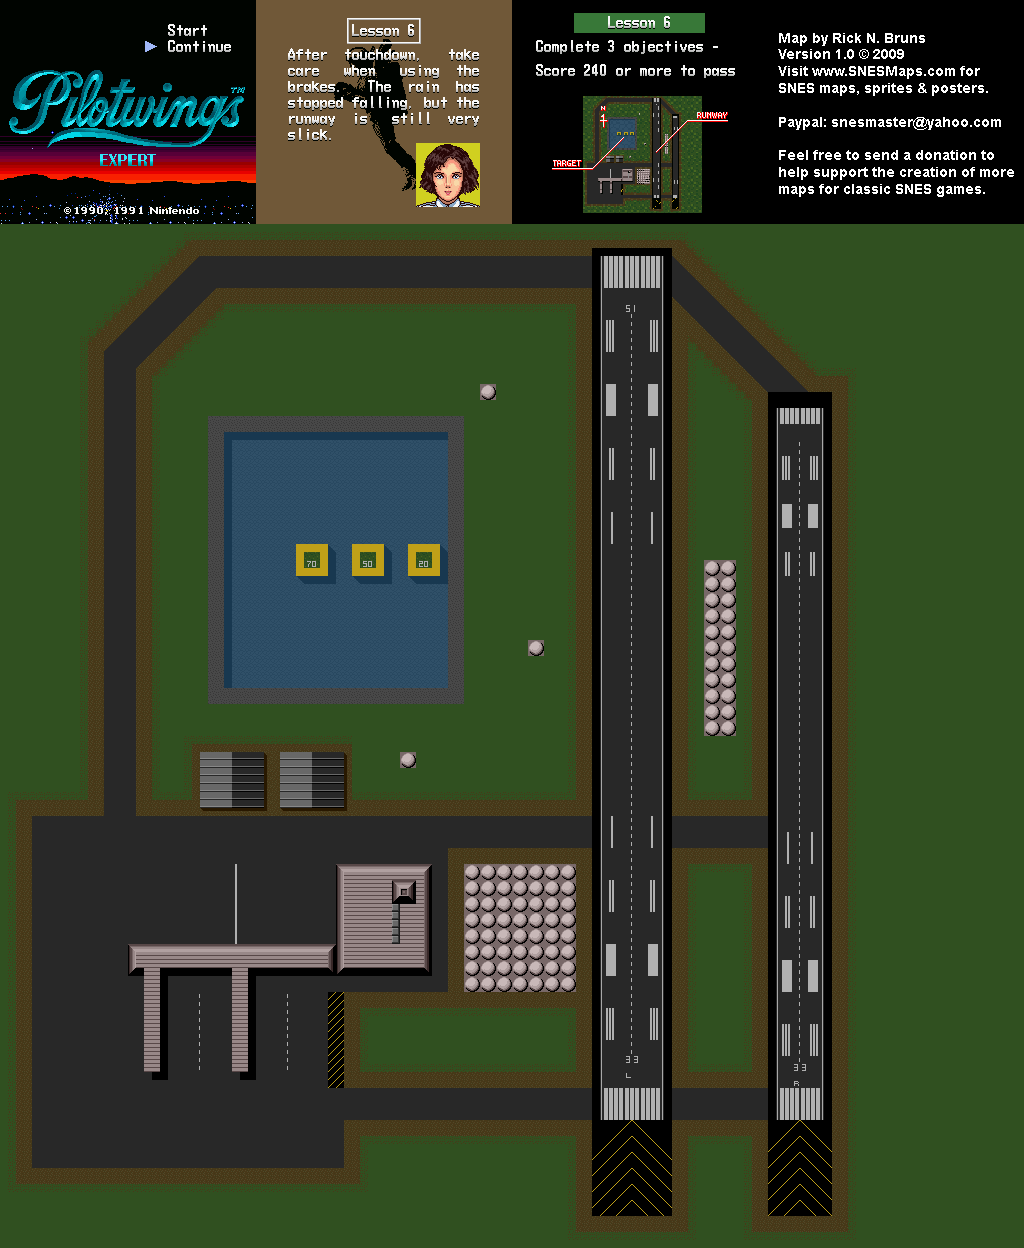 Start
Continue
Pilotwings™
EXPERT
©1990, 1991 Nintendo
Lesson 6
After touchdown, take
care when using the
brakes. The rain has
stopped falling, but the
runway is still very
slick.
Lesson 6
Complete 3 objectives -
Score 240 or more to pass
N
RUNWAY
TARGET
Map by Rick N. Bruns
Version 1.0 © 2009
Visit www.SNESMaps.com for
SNES maps, sprites & posters.
Paypal: snesmaster@yahoo.com
Feel free to send a donation to
help support the creation of more
maps for classic SNES games.
15
70
50
20
33
L
33
R